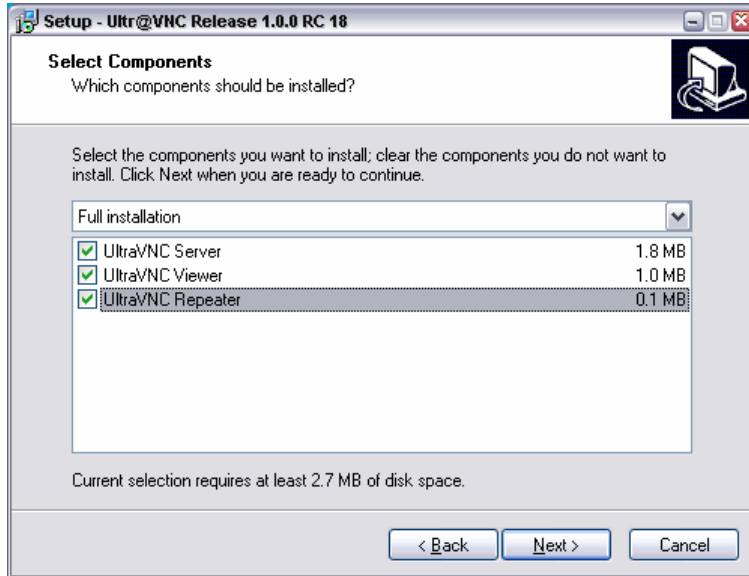 Setup - Ultr@VNC Release 1.0.0 RC 18
Select Components
Which components should be installed?
Select the components you want to install; clear the components you do not want to
install. Click Next when you are ready to continue.
Full installation
UltraVNC Server 1.8 MB
UltraVNC Viewer 1.0 MB
UltraVNC Repeater 0.1 MB
Current selection requires at least 2.7 MB of disk space.
< Back Next > Cancel